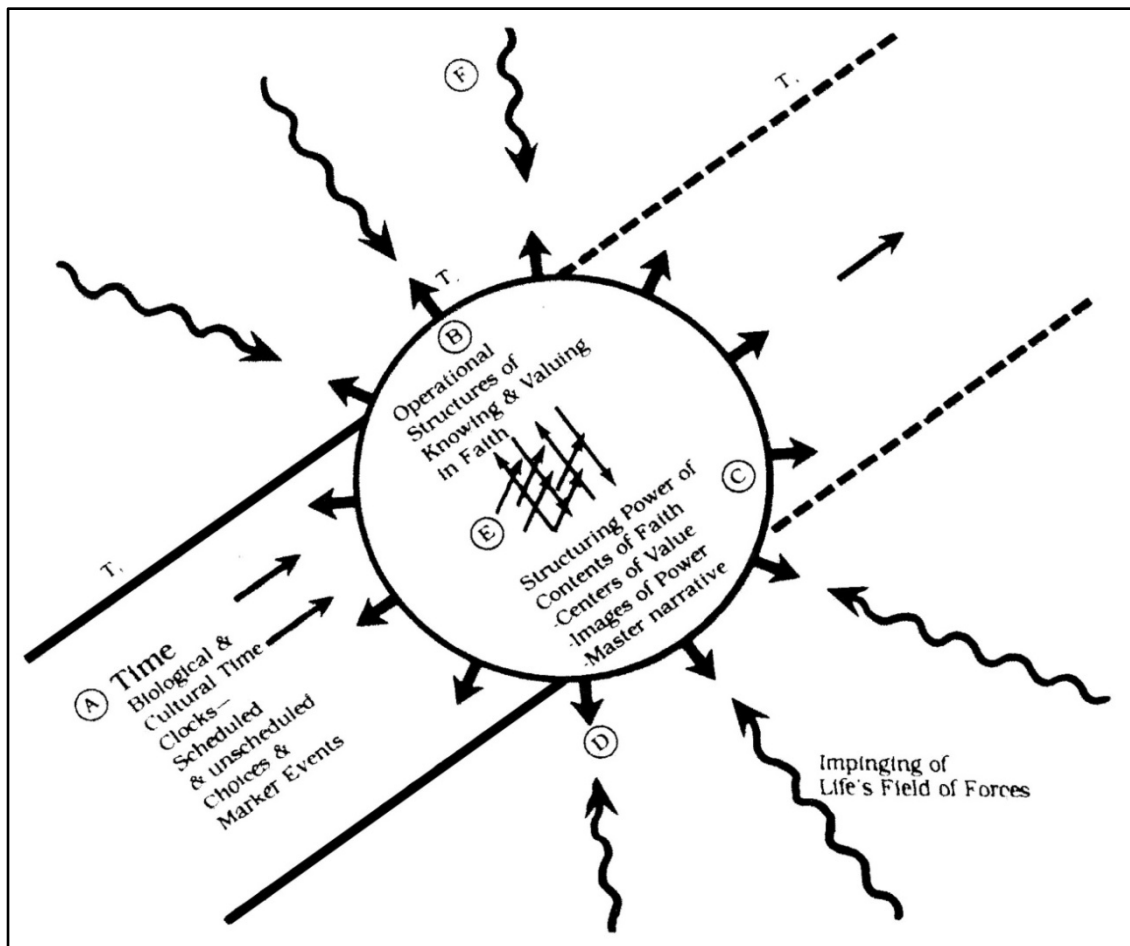 F
T.
T.
B
Operational
Structures of
Knowing & Valuing
in Faith
C
E
Structuring Power of
Contents of Faith
-Centers of Value
-Images of Power
-Master narrative
T.
A Time
Biological &
Cultural Time
Clocks—
Scheduled
& unscheduled
Choices &
Marker Events
D
Impinging of
Life's Field of Forces